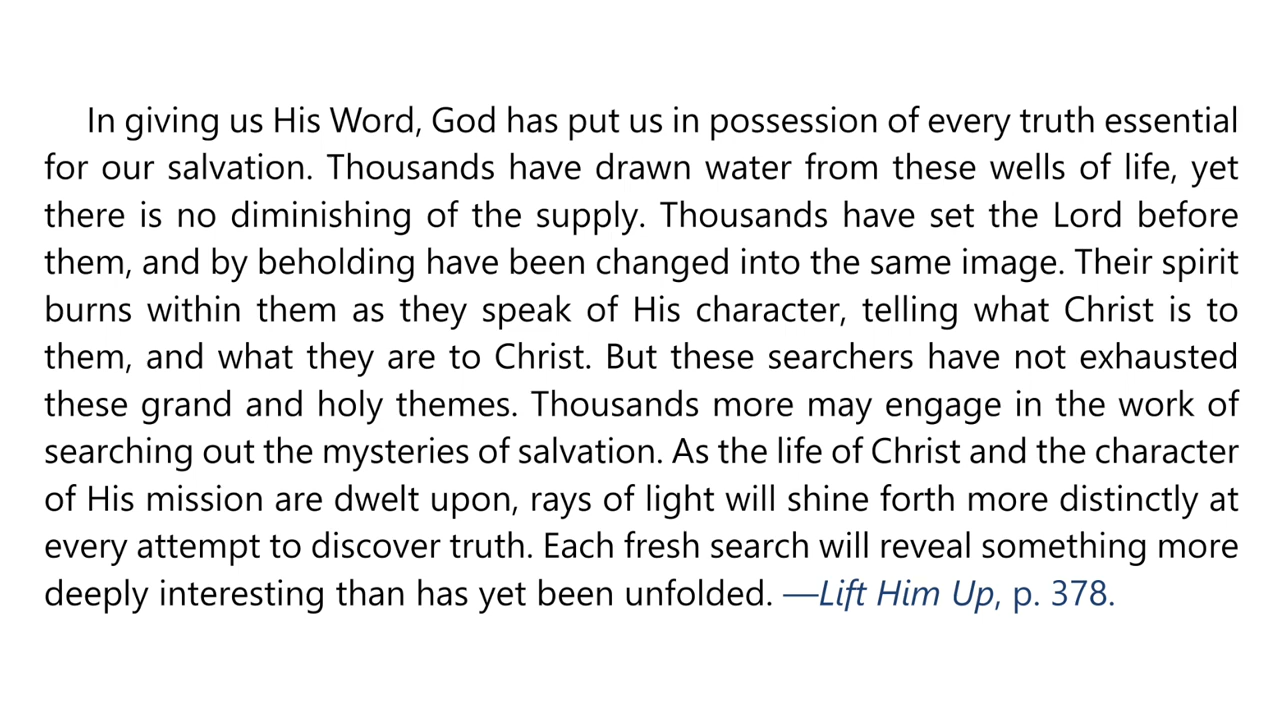 In giving us His Word, God has put us in possession of every truth essential
for our salvation. Thousands have drawn water from these wells of life, yet
there is no diminishing of the supply. Thousands have set the Lord before
them, and by beholding have been changed into the same image. Their spirit
burns within them as they speak of His character, telling what Christ is to
them, and what they are to Christ. But these searchers have not exhausted
these grand and holy themes. Thousands more may engage in the work of
searching out the mysteries of salvation. As the life of Christ and the character
of His mission are dwelt upon, rays of light will shine forth more distinctly at
every attempt to discover truth. Each fresh search will reveal something more
deeply interesting than has yet been unfolded. —Lift Him Up, p. 378.